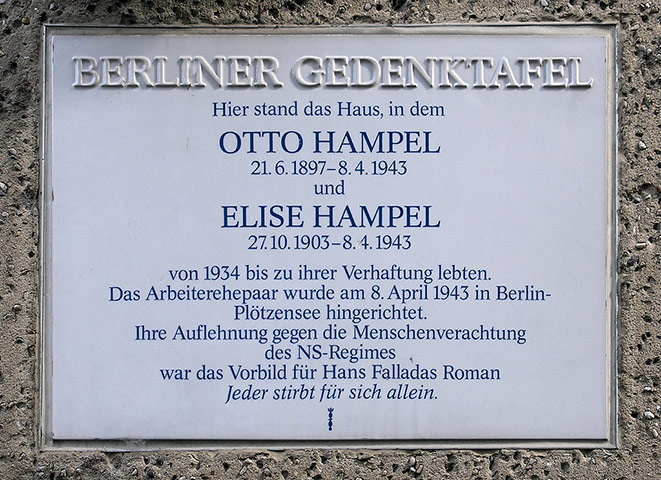 BERLINER GEDENKTAFEL
Hier stand das Haus, in dem
OTTO HAMPEL
21. 6. 1897–8. 4. 1943
und
ELISE HAMPEL
27. 10. 1903–8. 4. 1943
von 1934 bis zu ihrer Verhaftung lebten.
Das Arbeiterehepaar wurde am 8. April 1943 in Berlin-
Plötzensee hingerichtet.
Ihre Auflehnung gegen die Menschenverachtung
des NS-Regimes
war das Vorbild für Hans Falladas Roman
Jeder stirbt für sich allein.